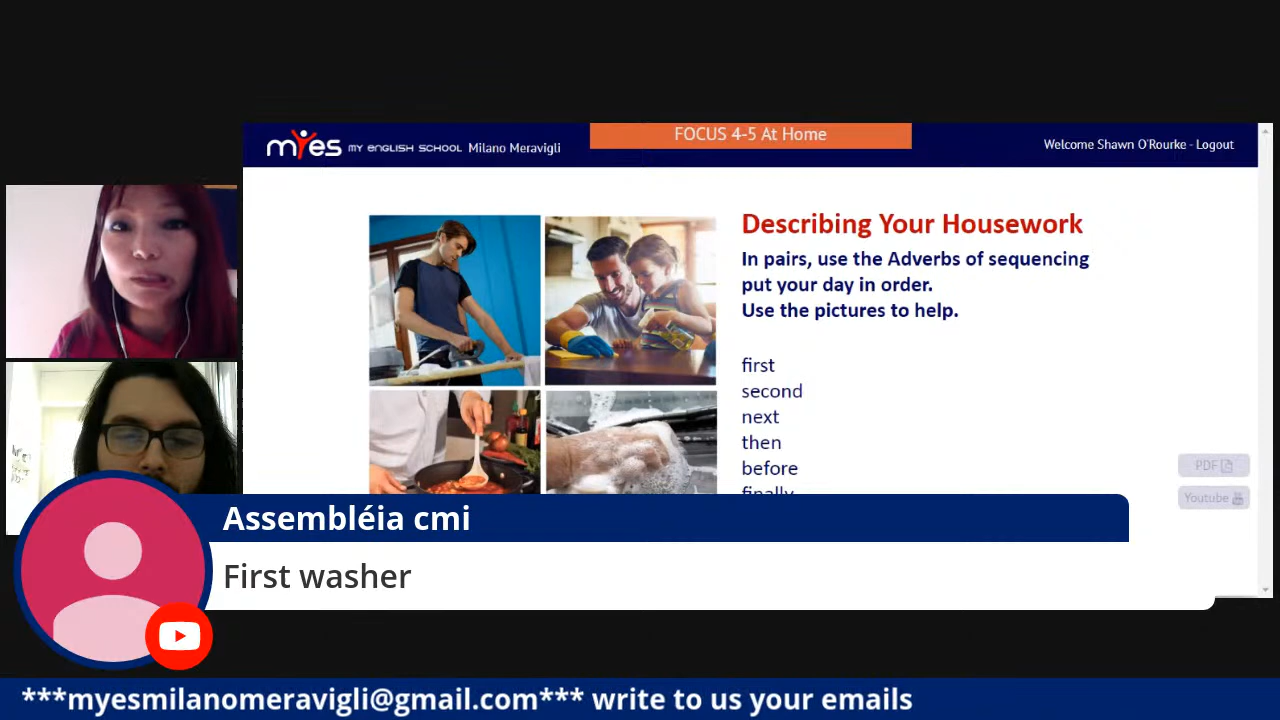 FOCUS 4-5 At Home
myes MY ENGLISH SCHOOL Milano Meravigli
Welcome Shawn O'Rourke - Logout
Describing Your Housework
In pairs, use the Adverbs of sequencing
put your day in order.
Use the pictures to help.
first
second
next
then
before
finally
PDF
Youtube
Assembléia cmi
First washer
***myesmilanomeravigli@gmail.com*** write to us your emails